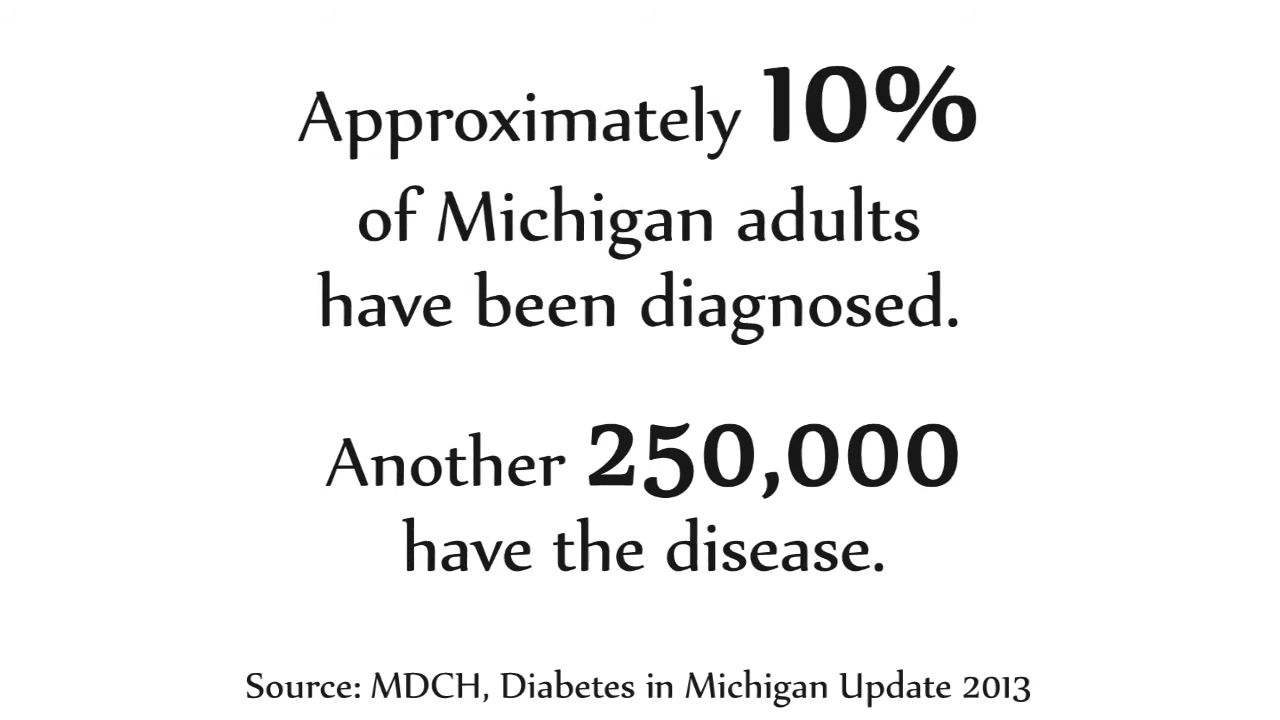 Approximately 10%
of Michigan adults
have been diagnosed.
Another 250,000
have the disease.
Source: MDCH, Diabetes in Michigan Update 2013